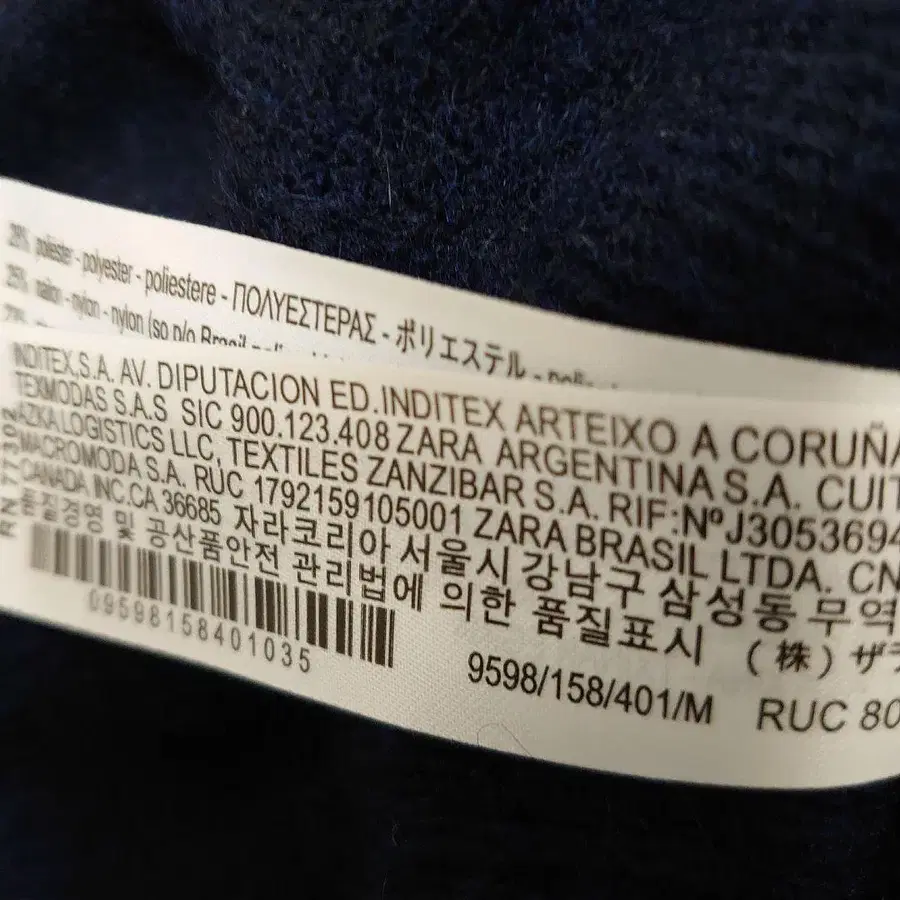 poliester - polyester - poliestere - ΠΟΛΥΕΣΤΕΡΑΣ - ポリエステル -
25% nailon - nylon - nylon (so p/o Brasil
INDITEX,S.A. AV. DIPUTACION ED.INDITEX ARTEIXO A CORUÑA
TEXMODAS S.A.S SIC 900.123.408 ZARA ARGENTINA S.A. CUIT
AZKA LOGISTICS LLC, TEXTILES ZANZIBAR S.A. RIF:NºJ3053694
MACROMODA S.A. RUC 1792159105001 ZARA BRASIL LTDA. CN
CANADA INC.CA 36685 자라코리아 서울시 강남구 삼성동 무역
품질경영 및 공산품안전 관리법에 의한 품질표시 (株) ザラ
RN 77302
09598158401035
9598/158/401/M RUC 80